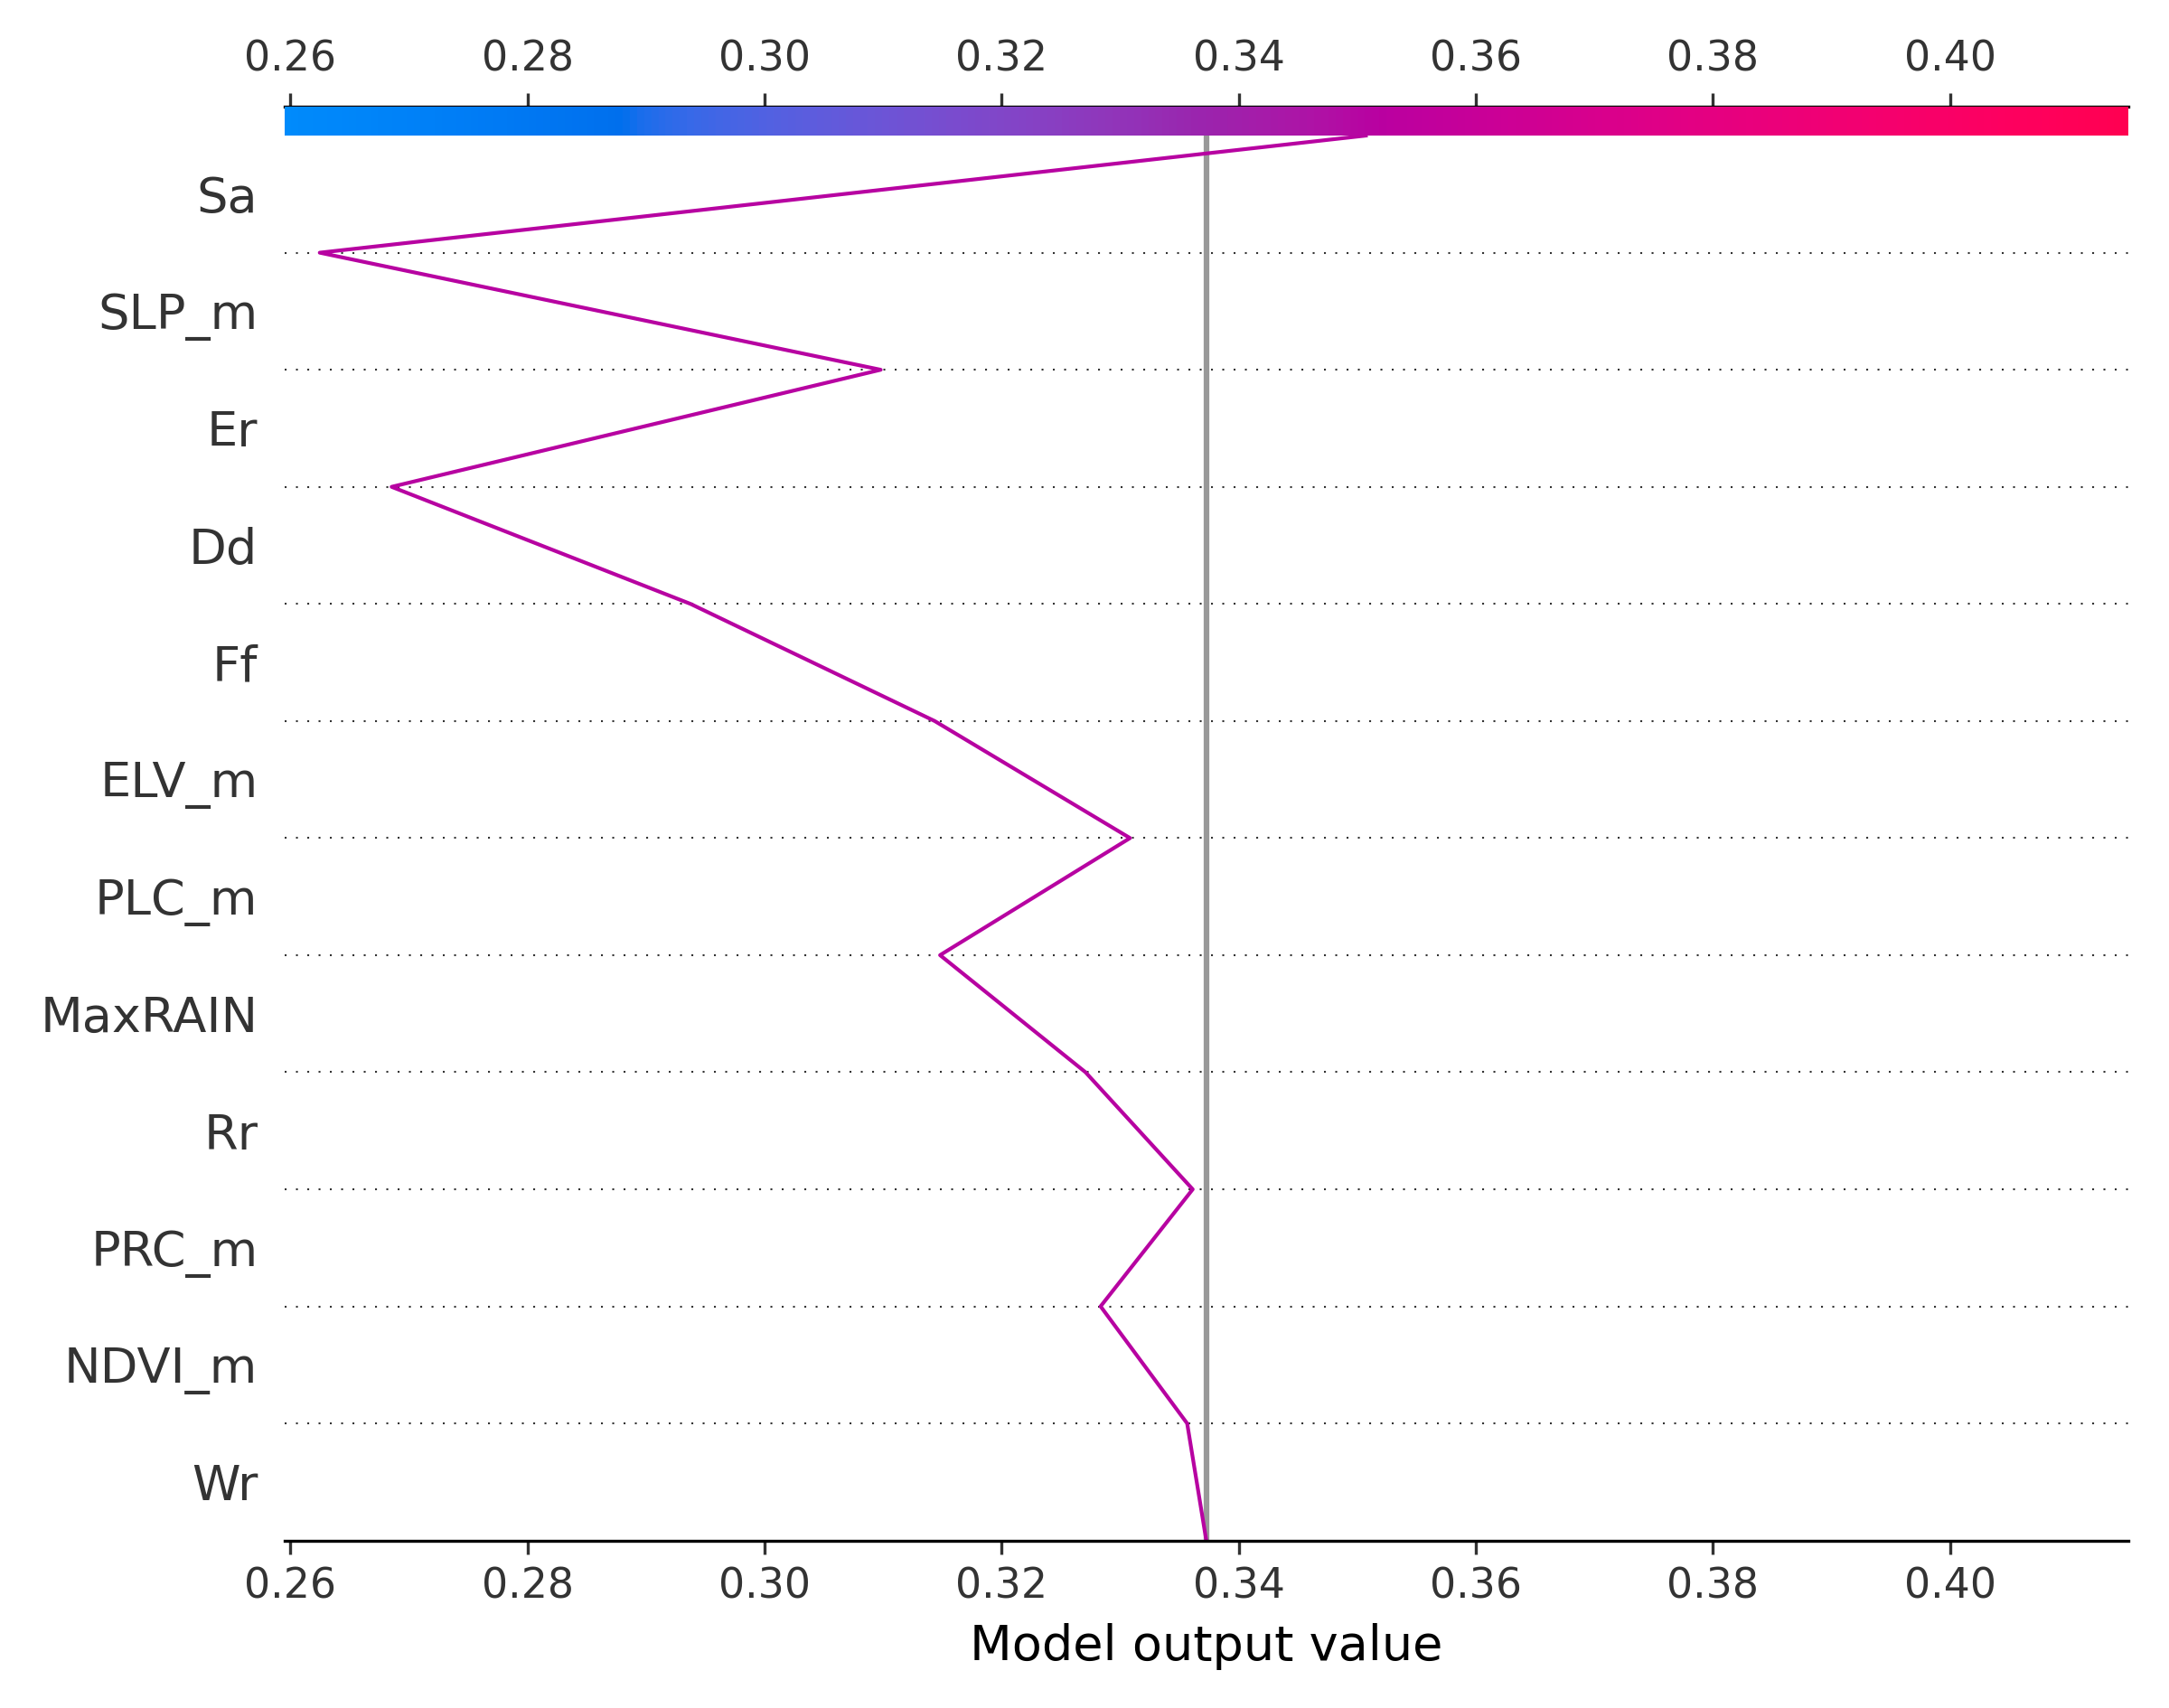 0.26 0.28 0.30 0.32 0.34 0.36 0.38 0.40
Sa
SLP_m
Er
Dd
Ff
ELV_m
PLC_m
MaxRAIN
Rr
PRC_m
NDVI_m
Wr
0.26 0.28 0.30 0.32 0.34 0.36 0.38 0.40
Model output value